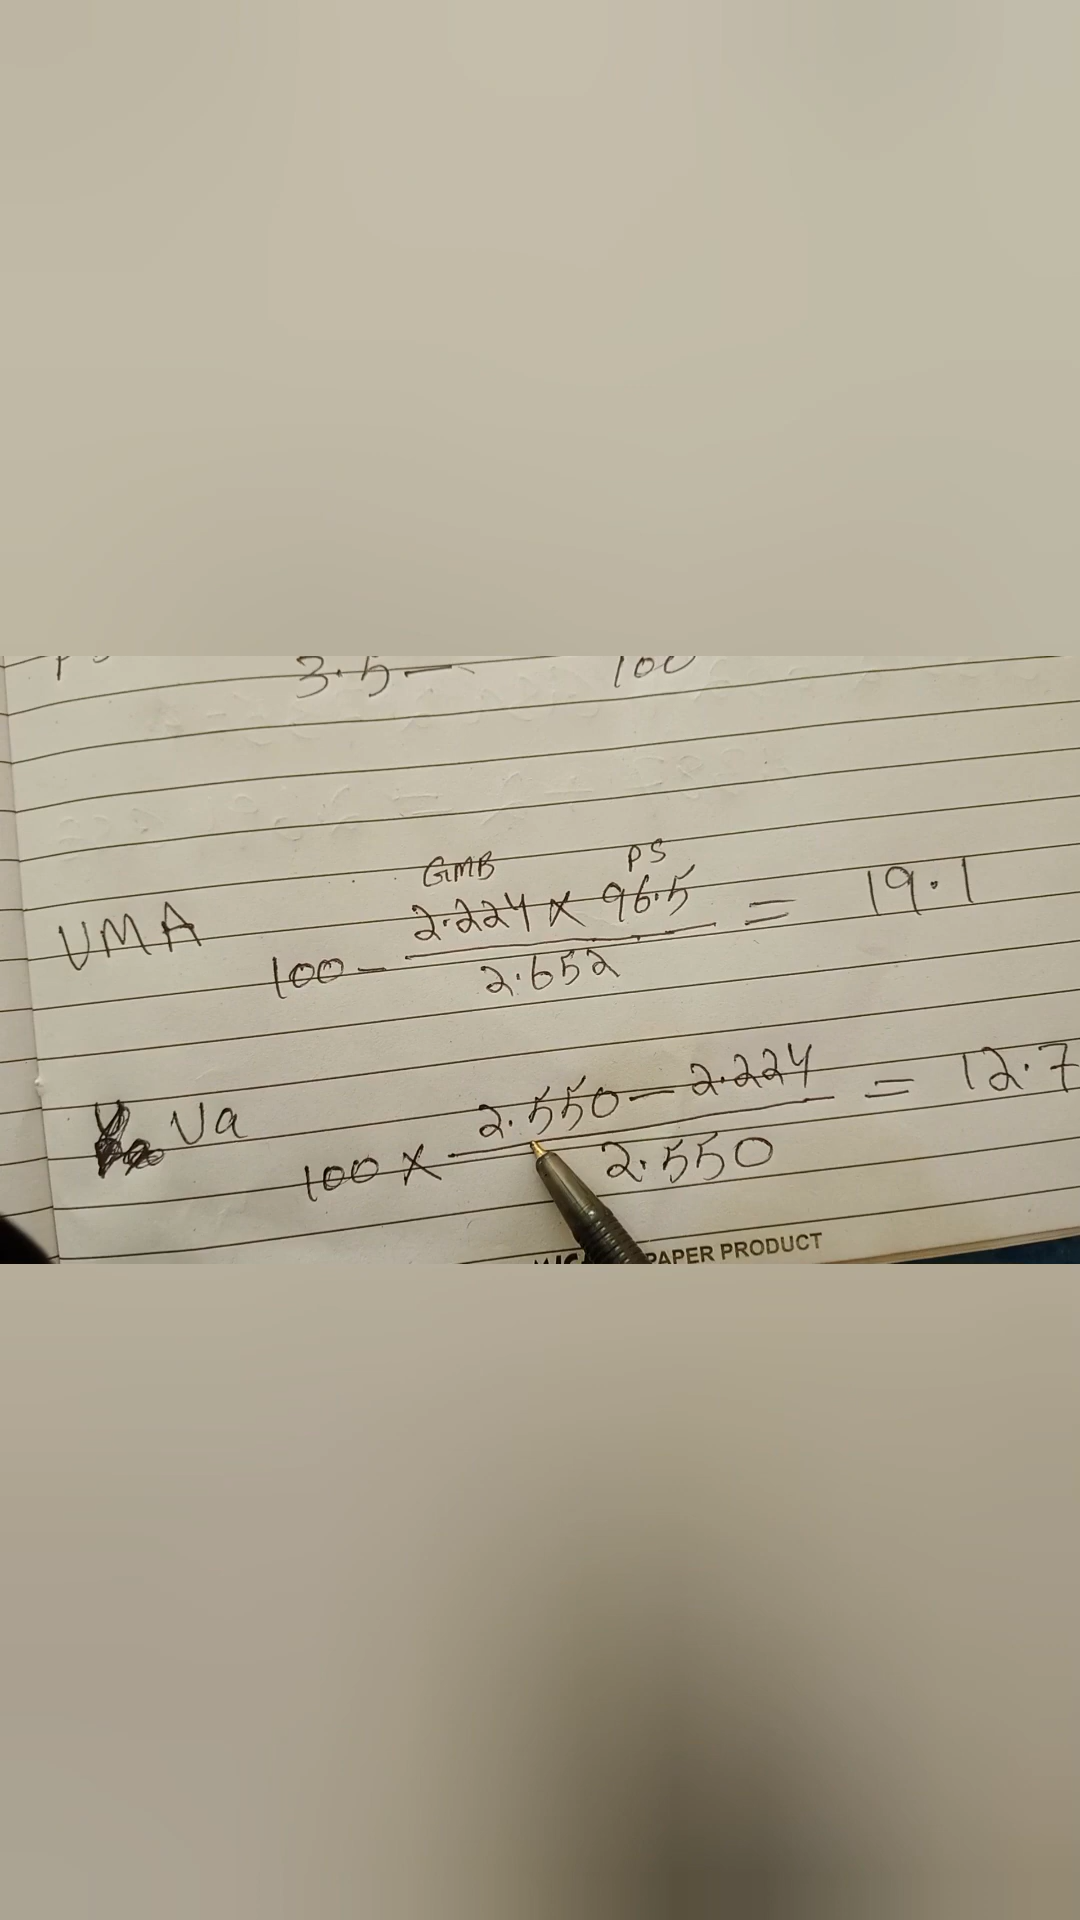 3.5 — 100
GMB PS
VMA 100 - 2.224 x 96.5 = 19.1
2.652
Va 100 x 2.550 - 2.224 = 12.7
2.550
PAPER PRODUCT